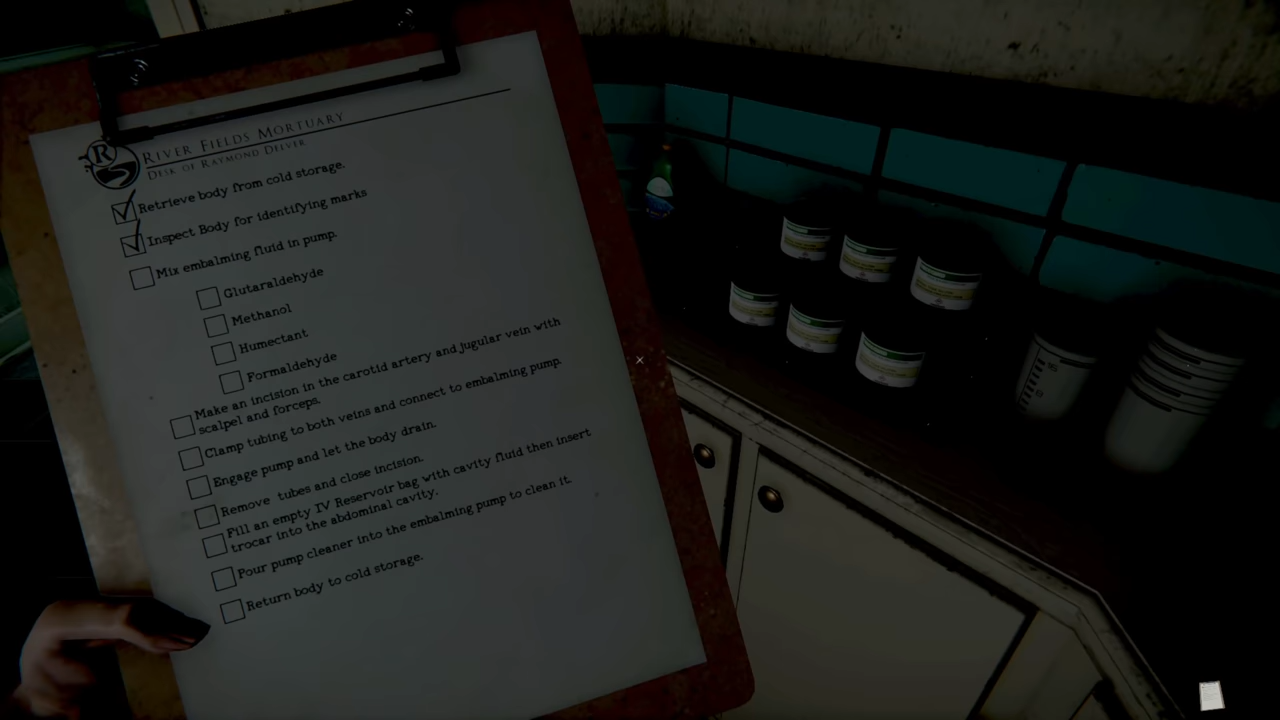 RIVER FIELDS MORTUARY
DESK OF RAYMOND DELVER
Retrieve body from cold storage.
Inspect Body for identifying marks
Mix embalming fluid in pump.
Glutaraldehyde
Methanol
Humectant
Formaldehyde
Make an incision in the carotid artery and jugular vein with
scalpel and forceps.
Clamp tubing to both veins and connect to embalming pump.
Engage pump and let the body drain.
Remove tubes and close incision.
Fill an empty IV Reservoir bag with cavity fluid then insert
trocar into the abdominal cavity.
Pour pump cleaner into the embalming pump to clean it.
Return body to cold storage.